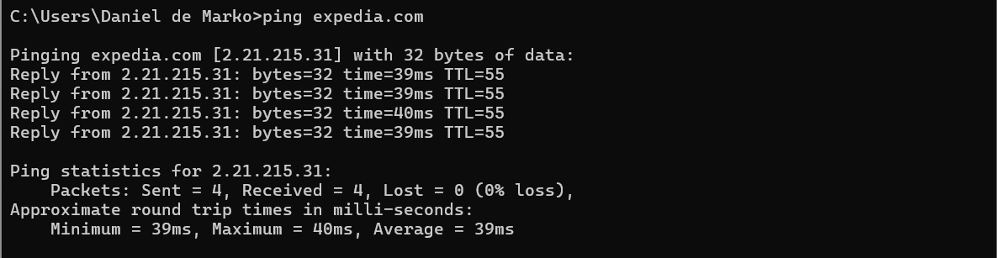 C:\Users\Daniel de Marko>ping expedia.com
Pinging expedia.com [2.21.215.31] with 32 bytes of data:
Reply from 2.21.215.31: bytes=32 time=39ms TTL=55
Reply from 2.21.215.31: bytes=32 time=39ms TTL=55
Reply from 2.21.215.31: bytes=32 time=40ms TTL=55
Reply from 2.21.215.31: bytes=32 time=39ms TTL=55
Ping statistics for 2.21.215.31:
    Packets: Sent = 4, Received = 4, Lost = 0 (0% loss),
Approximate round trip times in milli-seconds:
    Minimum = 39ms, Maximum = 40ms, Average = 39ms